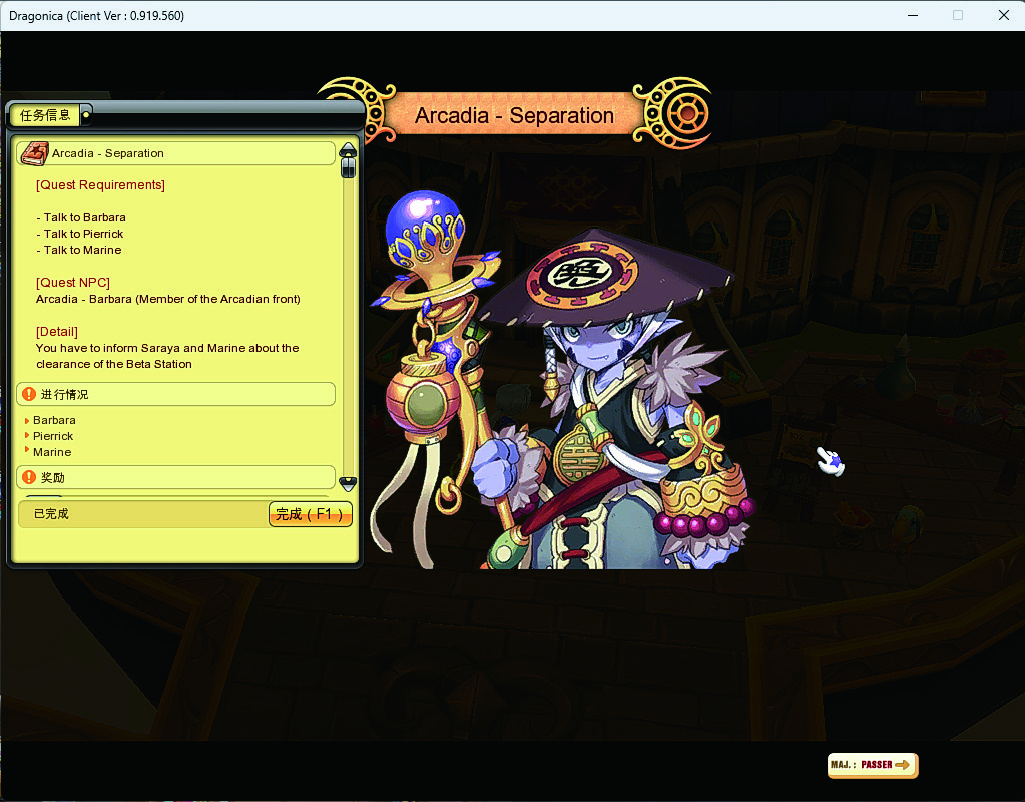 Dragonica (Client Ver : 0.919.560)
Arcadia - Separation
任务信息
Arcadia - Separation
[Quest Requirements]
- Talk to Barbara
- Talk to Pierrick
- Talk to Marine
[Quest NPC]
Arcadia - Barbara (Member of the Arcadian front)
[Detail]
You have to inform Saraya and Marine about the
clearance of the Beta Station
进行情况
Barbara
Pierrick
Marine
奖励
已完成
完成 ( F1 )
MAJ. : PASSER